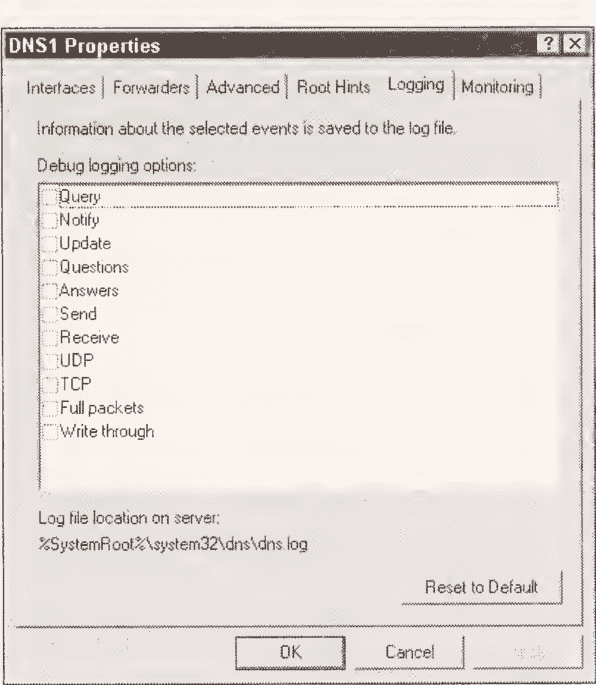 DNS1 Properties
Interfaces Forwarders Advanced Root Hints Logging Monitoring
Information about the selected events is saved to the log file.
Debug logging options:
Query
Notify
Update
Questions
Answers
Send
Receive
UDP
TCP
Full packets
Write through
Log file location on server:
%SystemRoot%\system32\dns\dns.log
Reset to Default
OK Cancel